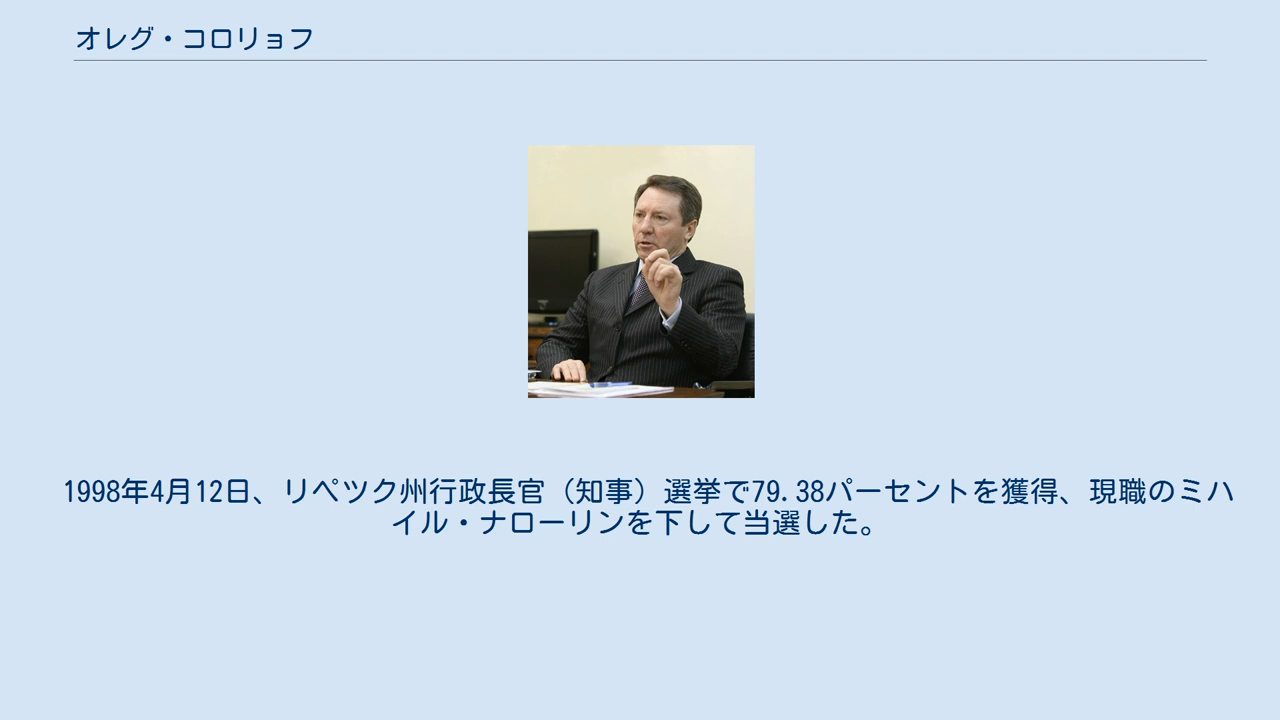 オレグ・コロリョフ
1998年4月12日、リペツク州行政長官（知事）選挙で79.38パーセントを獲得、現職のミハ
イル・ナローリンを下して当選した。